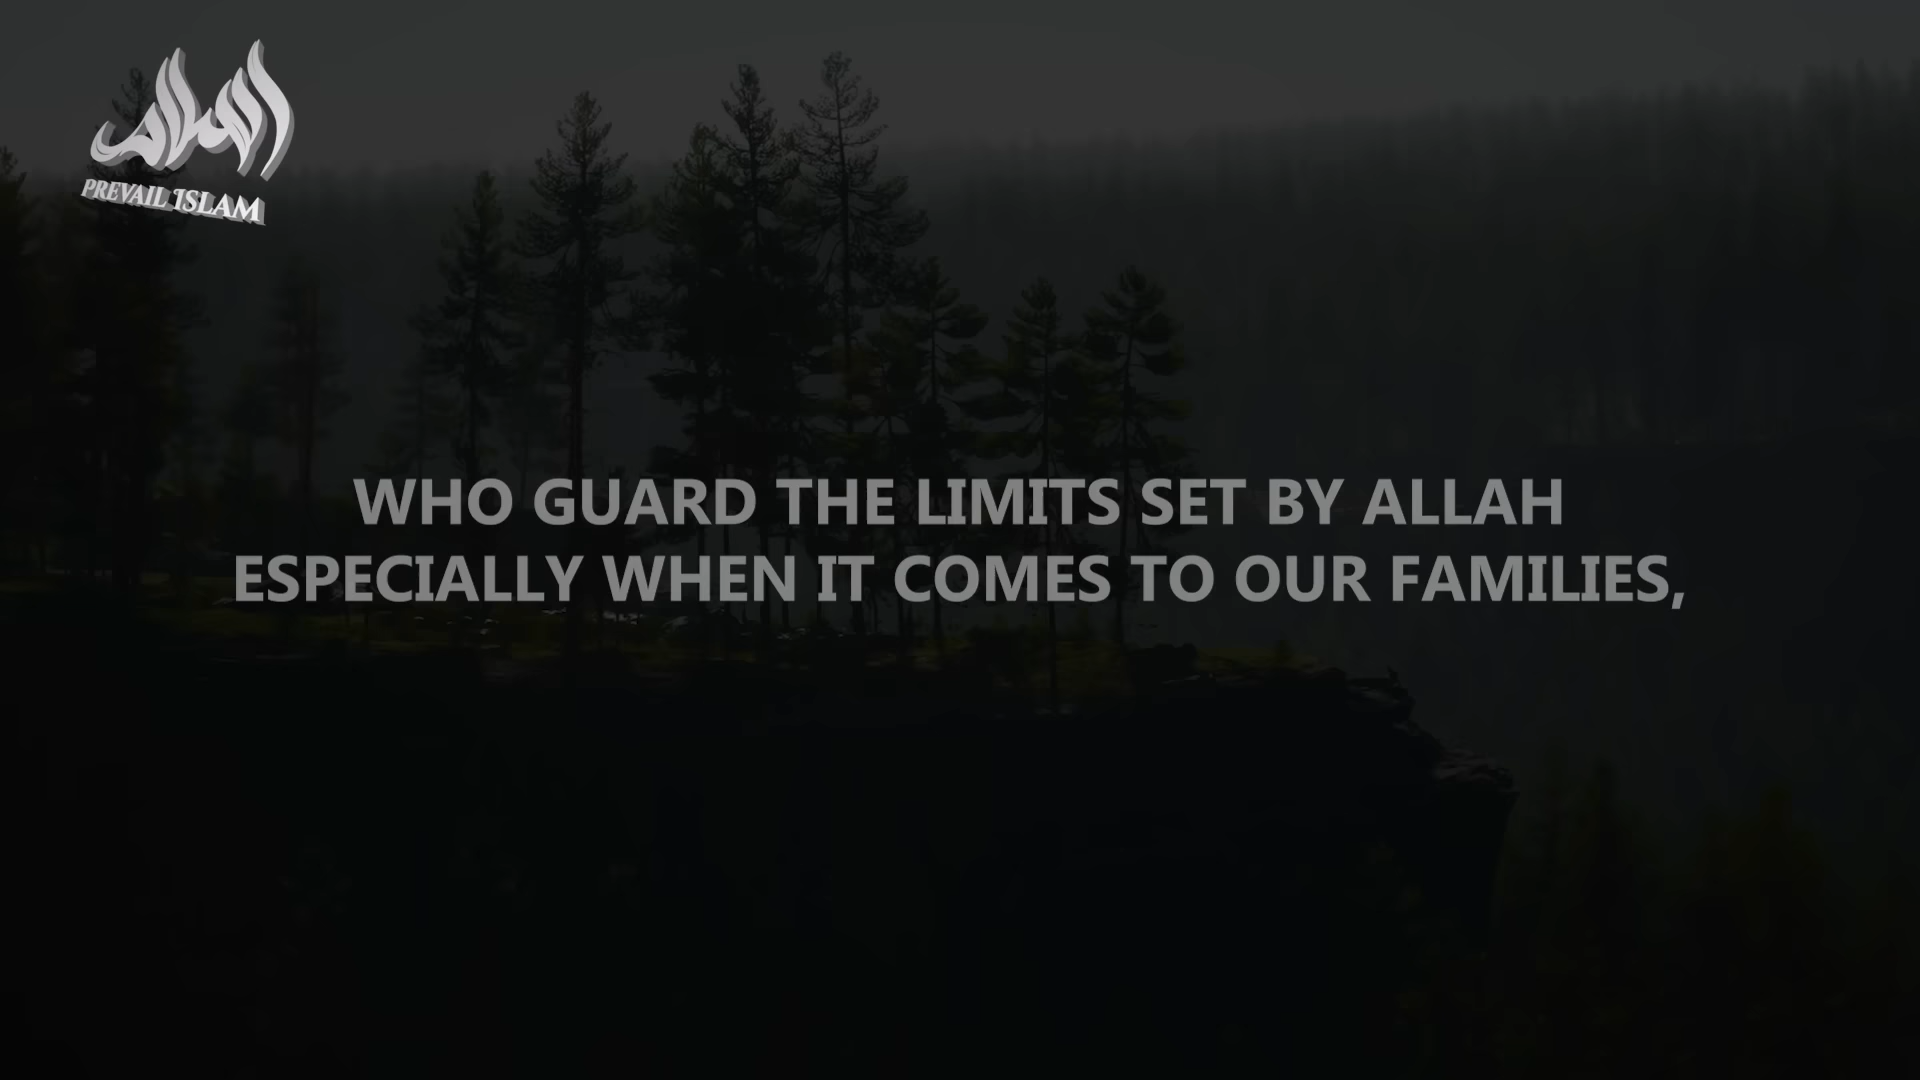 PREVAIL ISLAM
WHO GUARD THE LIMITS SET BY ALLAH
ESPECIALLY WHEN IT COMES TO OUR FAMILIES,